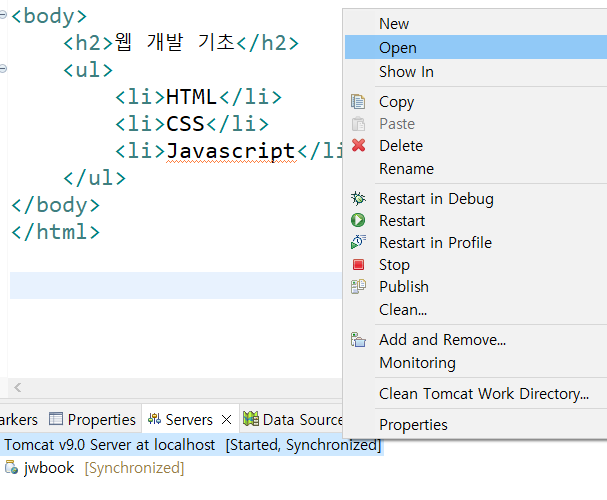 <body>
<h2>웹 개발 기초</h2>
<ul>
<li>HTML</li>
<li>CSS</li>
<li>Javascript</li
</ul>
</body>
</html>
New
Open
Show In
Copy
Paste
Delete
Rename
Restart in Debug
Restart
Restart in Profile
Stop
Publish
Clean...
Add and Remove...
Monitoring
Clean Tomcat Work Directory...
Properties
arkers Properties Servers Data Source
Tomcat v9.0 Server at localhost [Started, Synchronized]
jwbook [Synchronized]